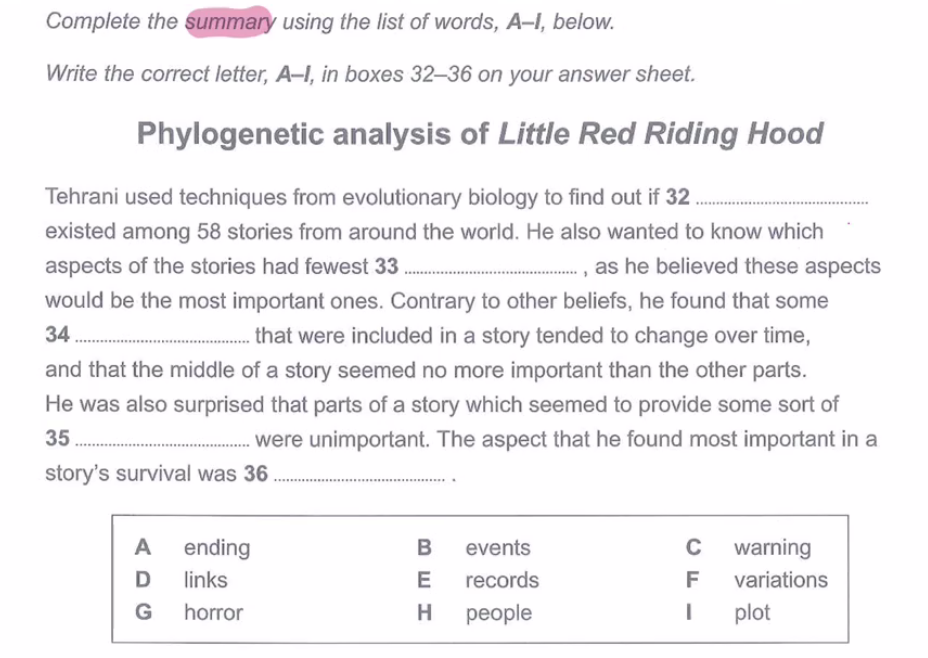 Complete the summary using the list of words, A–I, below.
Write the correct letter, A–I, in boxes 32–36 on your answer sheet.
Phylogenetic analysis of Little Red Riding Hood
Tehrani used techniques from evolutionary biology to find out if 32 ........................................
existed among 58 stories from around the world. He also wanted to know which
aspects of the stories had fewest 33 ........................................ , as he believed these aspects
would be the most important ones. Contrary to other beliefs, he found that some
34 ........................................ that were included in a story tended to change over time,
and that the middle of a story seemed no more important than the other parts.
He was also surprised that parts of a story which seemed to provide some sort of
35 ........................................ were unimportant. The aspect that he found most important in a
story's survival was 36 ........................................ .
A ending B events C warning
D links E records F variations
G horror H people I plot